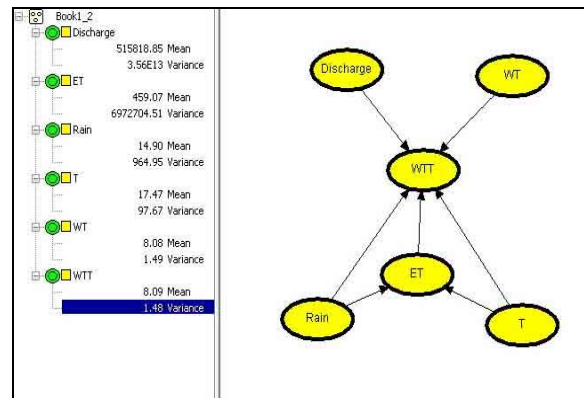 Book1_2
Discharge
515818.85 Mean
3.56E13 Variance
ET
459.07 Mean
6972704.51 Variance
Rain
14.90 Mean
964.95 Variance
T
17.47 Mean
97.67 Variance
WT
8.08 Mean
1.49 Variance
WTT
8.09 Mean
1.48 Variance
Discharge
WT
WTT
ET
Rain
T